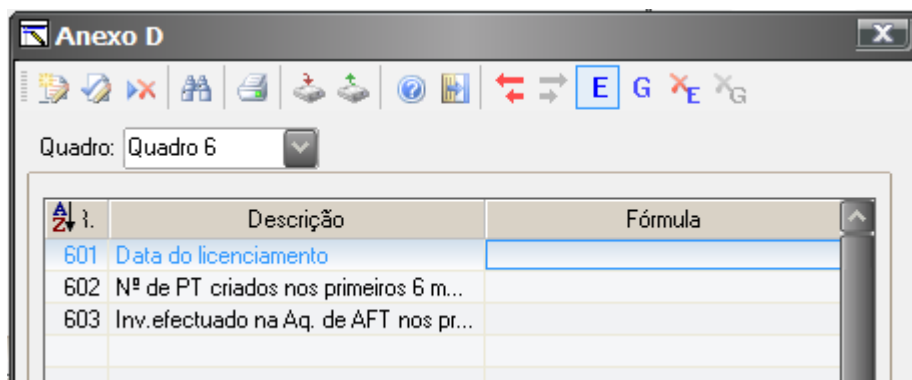 Anexo D
E G E G
Quadro: Quadro 6
Descrição Fórmula
601 Data do licenciamento
602 Nº de PT criados nos primeiros 6 m...
603 Inv.efectuado na Aq. de AFT nos pr...